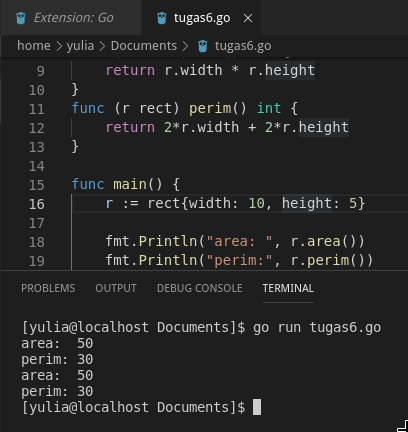 Extension: Go
tugas6.go
home > yulia > Documents > tugas6.go
9 return r.width * r.height
10 }
11 func (r rect) perim() int {
12 return 2*r.width + 2*r.height
13 }
14
15 func main() {
16 r := rect{width: 10, height: 5}
17
18 fmt.Println("area: ", r.area())
19 fmt.Println("perim:", r.perim())
PROBLEMS OUTPUT DEBUG CONSOLE TERMINAL
[yulia@localhost Documents]$ go run tugas6.go
area:  50
perim: 30
area:  50
perim: 30
[yulia@localhost Documents]$